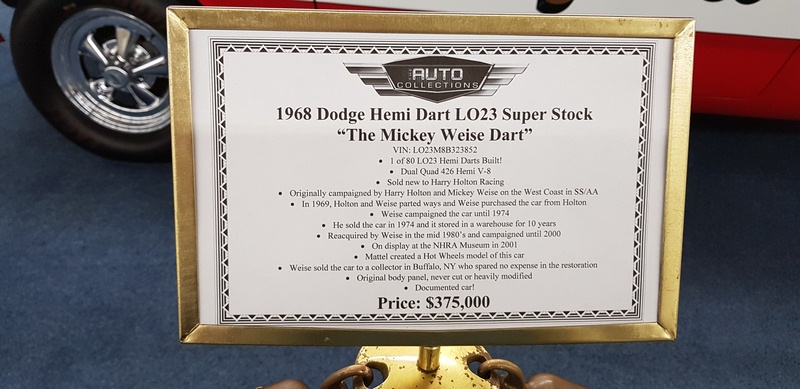 THE AUTO
COLLECTIONS
1968 Dodge Hemi Dart LO23 Super Stock
“The Mickey Weise Dart”
VIN: LO23M8B323852
• 1 of 80 LO23 Hemi Darts Built!
• Dual Quad 426 Hemi V-8
• Sold new to Harry Holton Racing
• Originally campaigned by Harry Holton and Mickey Weise on the West Coast in SS/AA
• In 1969, Holton and Weise parted ways and Weise purchased the car from Holton
• Weise campaigned the car until 1974
• He sold the car in 1974 and it stored in a warehouse for 10 years
• Reacquired by Weise in the mid 1980’s and campaigned until 2000
• On display at the NHRA Museum in 2001
• Mattel created a Hot Wheels model of this car
• Weise sold the car to a collector in Buffalo, NY who spared no expense in the restoration
• Original body panel, never cut or heavily modified
• Documented car!
Price: $375,000